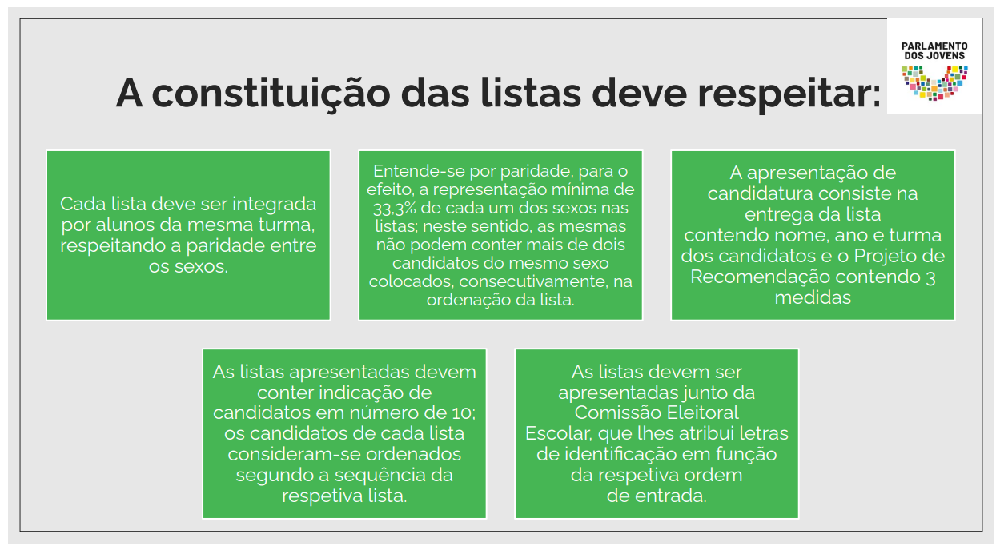 PARLAMENTO
DOS JOVENS
A constituição das listas deve respeitar:
Cada lista deve ser integrada
por alunos da mesma turma,
respeitando a paridade entre
os sexos.
Entende-se por paridade, para o
efeito, a representação mínima de
33,3% de cada um dos sexos nas
listas; neste sentido, as mesmas
não podem conter mais de dois
candidatos do mesmo sexo
colocados, consecutivamente, na
ordenação da lista.
A apresentação de
candidatura consiste na
entrega da lista
contendo nome, ano e turma
dos candidatos e o Projeto de
Recomendação contendo 3
medidas
As listas apresentadas devem
conter indicação de
candidatos em número de 10;
os candidatos de cada lista
consideram-se ordenados
segundo a sequência da
respetiva lista.
As listas devem ser
apresentadas junto da
Comissão Eleitoral
Escolar, que lhes atribui letras
de identificação em função
da respetiva ordem
de entrada.